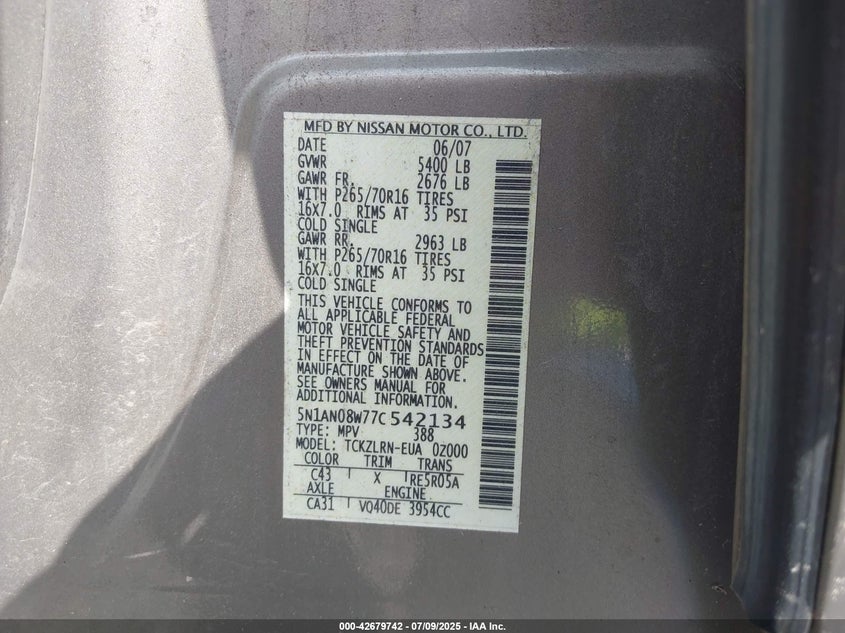 MFD BY NISSAN MOTOR CO., LTD.
DATE 06/07
GVWR 5400 LB
GAWR FR. 2676 LB
WITH P265/70R16 TIRES
16X7.0 RIMS AT 35 PSI
COLD SINGLE
GAWR RR. 2963 LB
WITH P265/70R16 TIRES
16X7.0 RIMS AT 35 PSI
COLD SINGLE
THIS VEHICLE CONFORMS TO
ALL APPLICABLE FEDERAL
MOTOR VEHICLE SAFETY AND
THEFT PREVENTION STANDARDS
IN EFFECT ON THE DATE OF
MANUFACTURE SHOWN ABOVE.
SEE OWNERS MANUAL FOR
ADDITIONAL INFORMATION.
5N1AN08W77C542134
TYPE: MPV 388
MODEL: TCKZLRN-EUA 0Z000
COLOR TRIM TRANS
C43 X RE5R05A
AXLE ENGINE
CA31 VQ40DE 3954CC
000-42679742 / 07/09/2025 - IAA Inc.